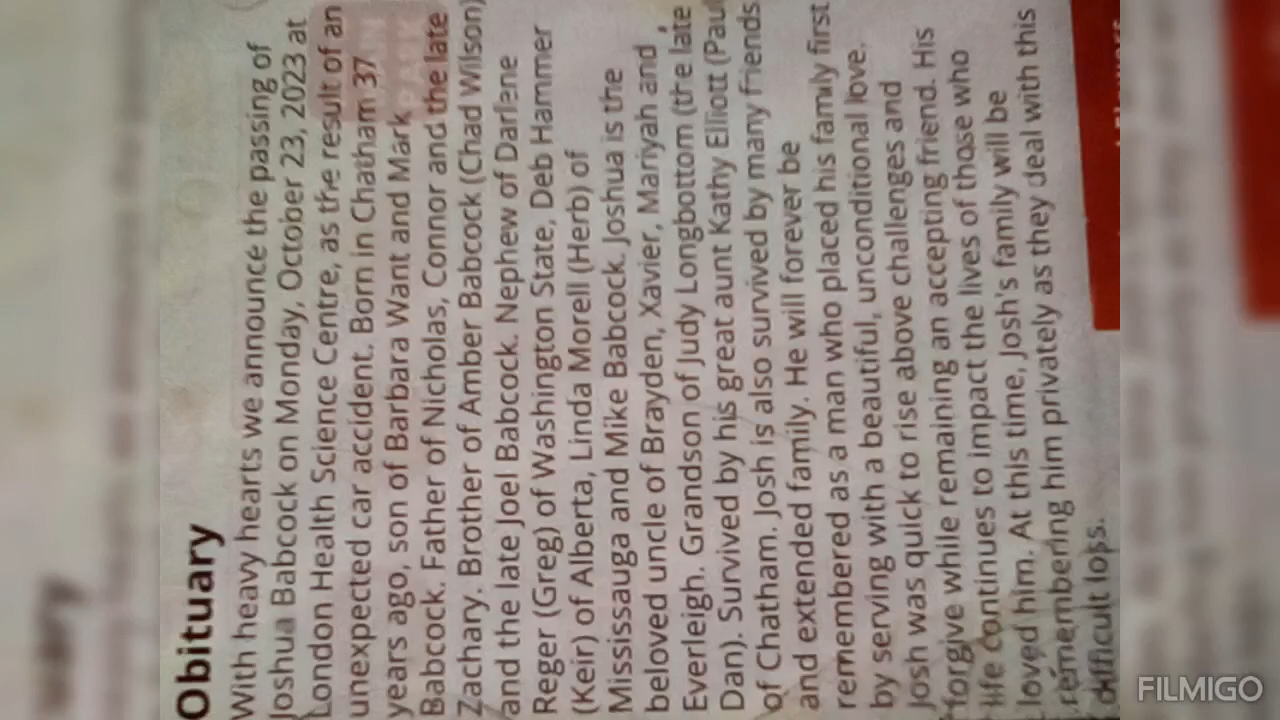 Obituary
With heavy hearts we announce the passing of
Joshua Babcock on Monday, October 23, 2023 at
London Health Science Centre, as the result of an
unexpected car accident. Born in Chatham 37
years ago, son of Barbara Want and Mark
Babcock. Father of Nicholas, Connor and the late
Zachary. Brother of Amber Babcock (Chad Wilson)
and the late Joel Babcock. Nephew of Darlene
Reger (Greg) of Washington State, Deb Hammer
(Keir) of Alberta, Linda Morell (Herb) of
Mississauga and Mike Babcock. Joshua is the
beloved uncle of Brayden, Xavier, Mariyah and
Everleigh. Grandson of Judy Longbottom (the late
Dan). Survived by his great aunt Kathy Elliott (Paul
of Chatham. Josh is also survived by many friends
and extended family. He will forever be
remembered as a man who placed his family first
by serving with a beautiful, unconditional love.
Josh was quick to rise above challenges and
forgive while remaining an accepting friend. His
life continues to impact the lives of those who
loved him. At this time, Josh's family will be
remembering him privately as they deal with this
difficult loss.
FILMIGO